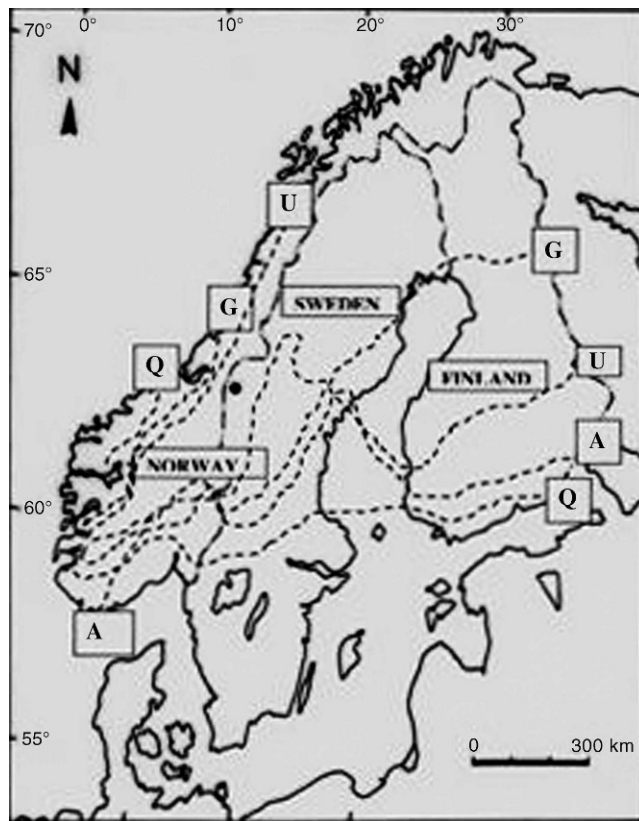 0 10° 20° 30°
70°
N
U
65°
G
G
SWEDEN
Q
U
FINLAND
A
NORWAY
60°
Q
A
55°
0 300 km